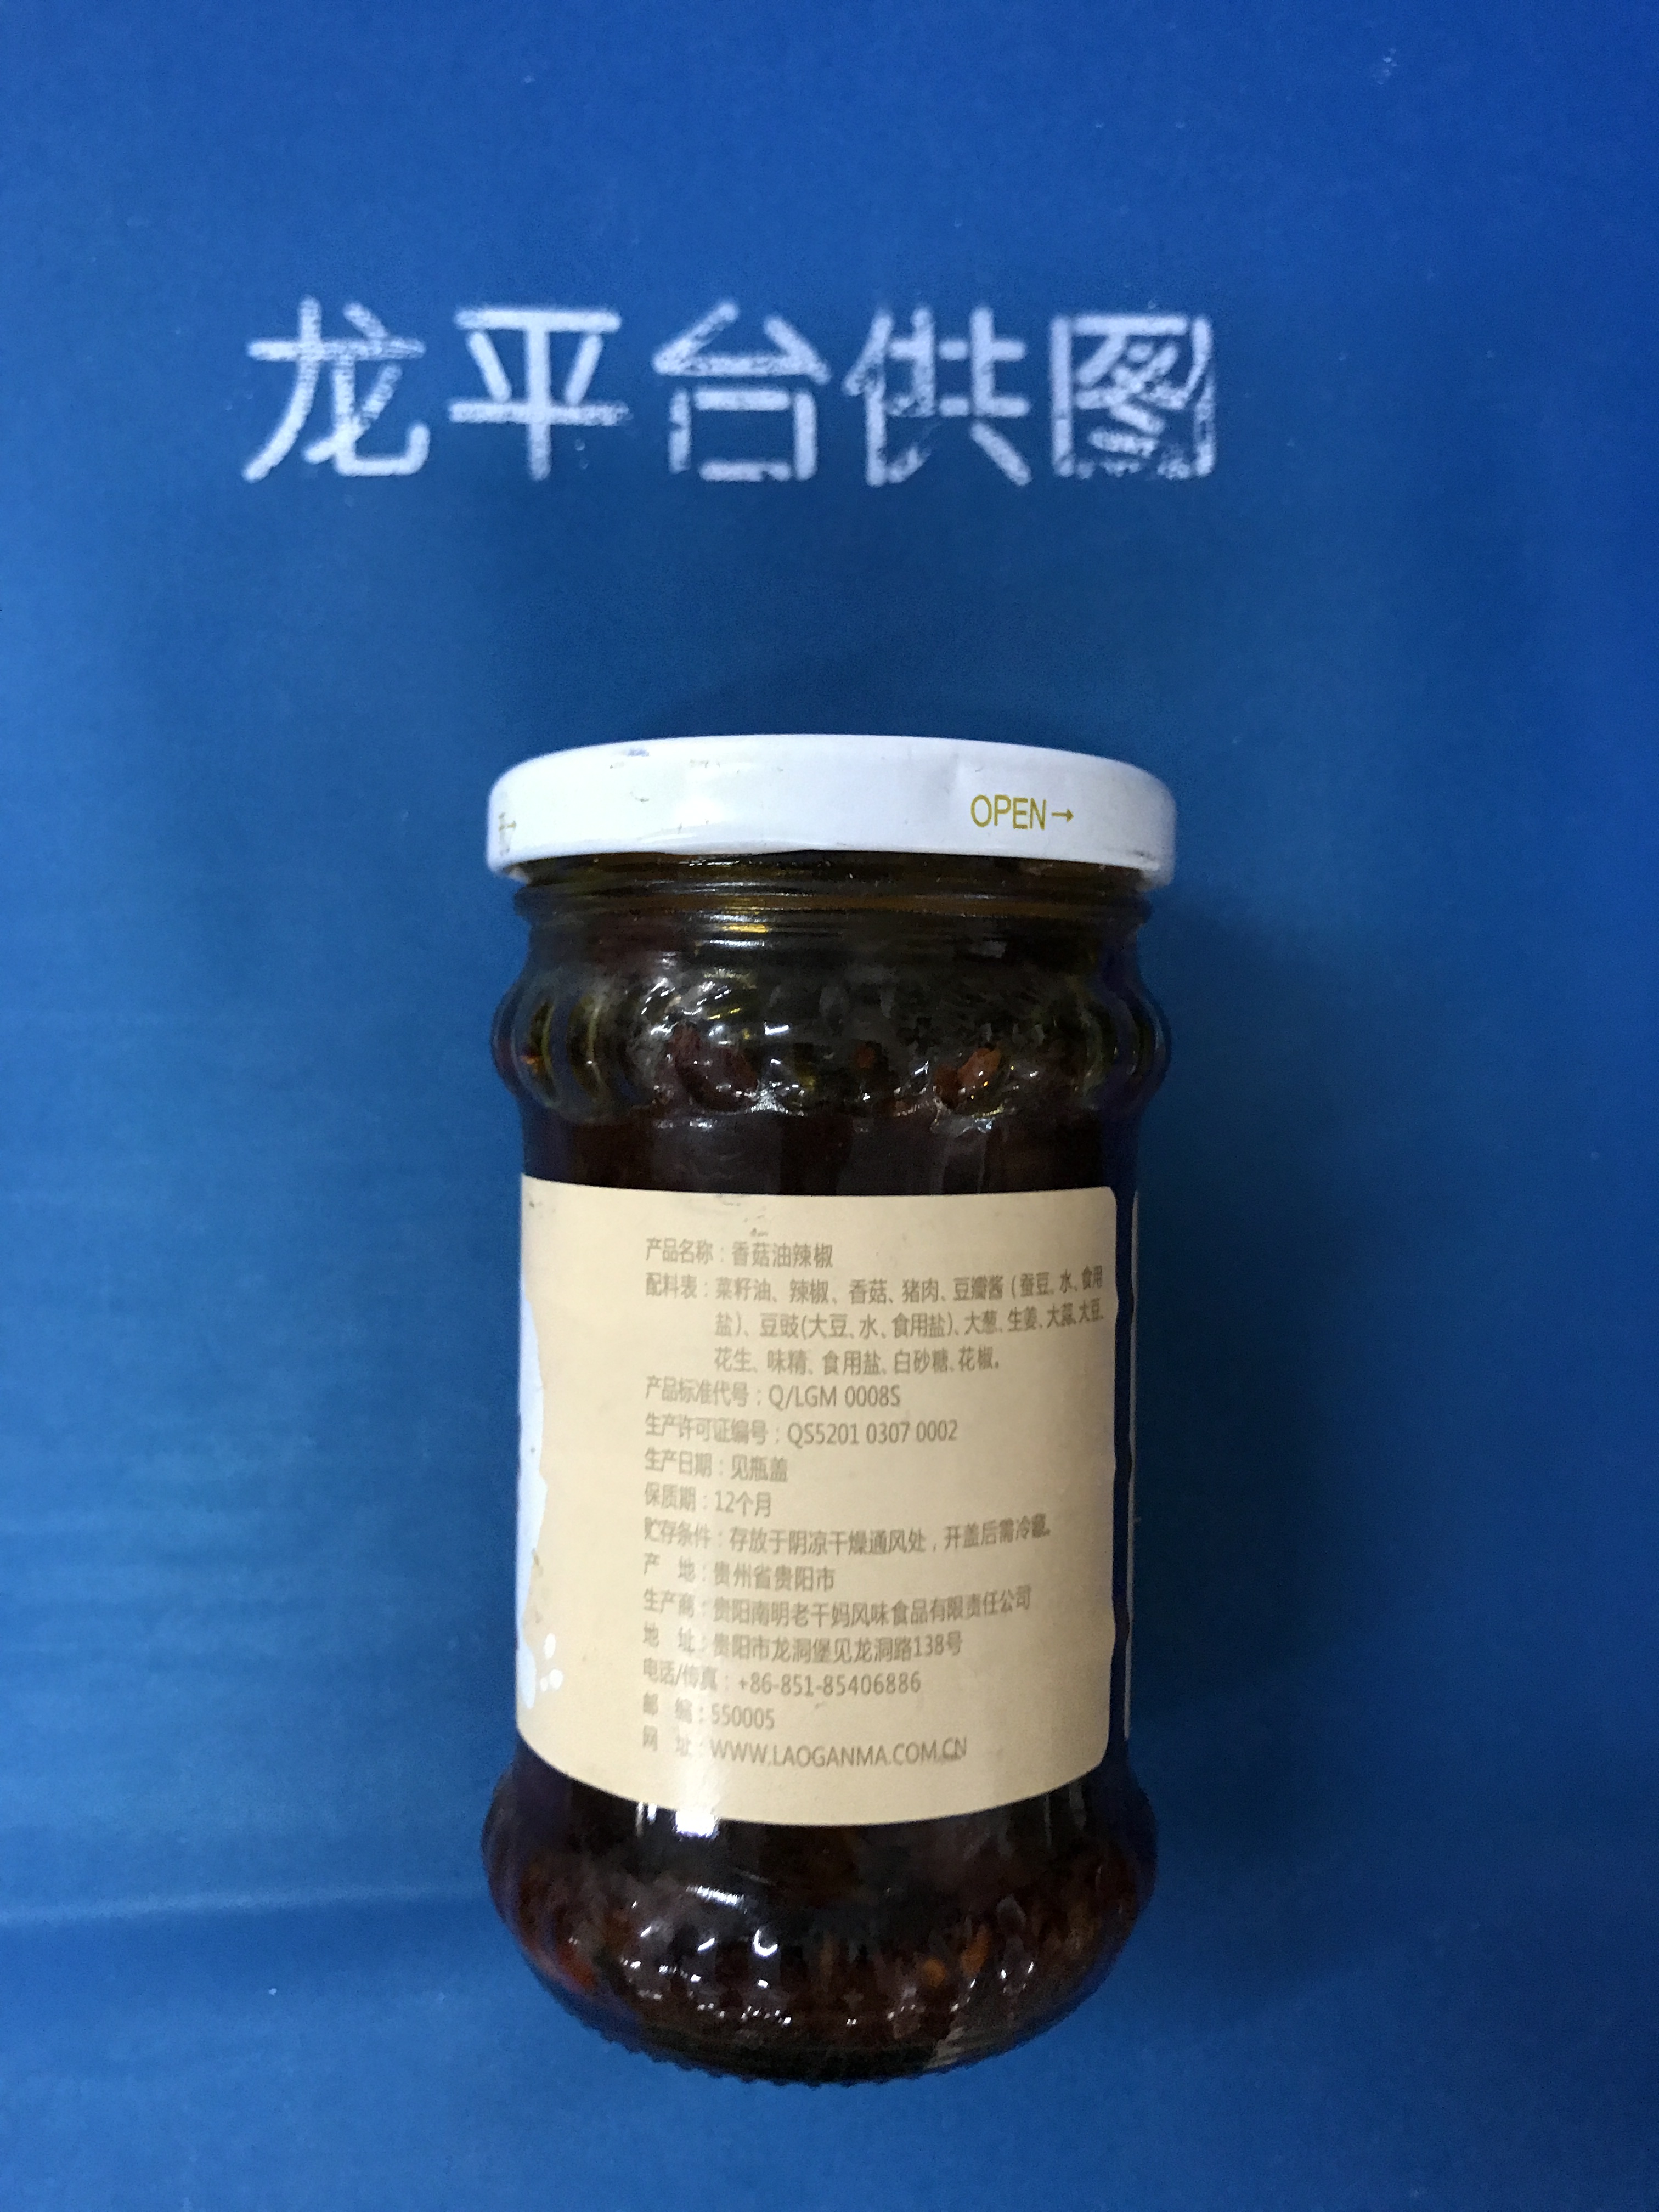 龙平台供图
OPEN→
产品名称：香菇油辣椒
配料表：菜籽油、辣椒、香菇、猪肉、豆瓣酱（蚕豆、水、食用
盐）、豆豉(大豆、水、食用盐)、大葱、生姜、大蒜、大豆、
花生、味精、食用盐、白砂糖、花椒。
产品标准代号：Q/LGM 0008S
生产许可证编号：QS5201 0307 0002
生产日期：见瓶盖
保质期：12个月
贮存条件：存放于阴凉干燥通风处，开盖后需冷藏。
产 地：贵州省贵阳市
生产商：贵阳南明老干妈风味食品有限责任公司
地 址：贵阳市龙洞堡见龙洞路138号
电话/传真：+86-851-85406886
邮 编：550005
网 址：WWW.LAOGANMA.COM.CN